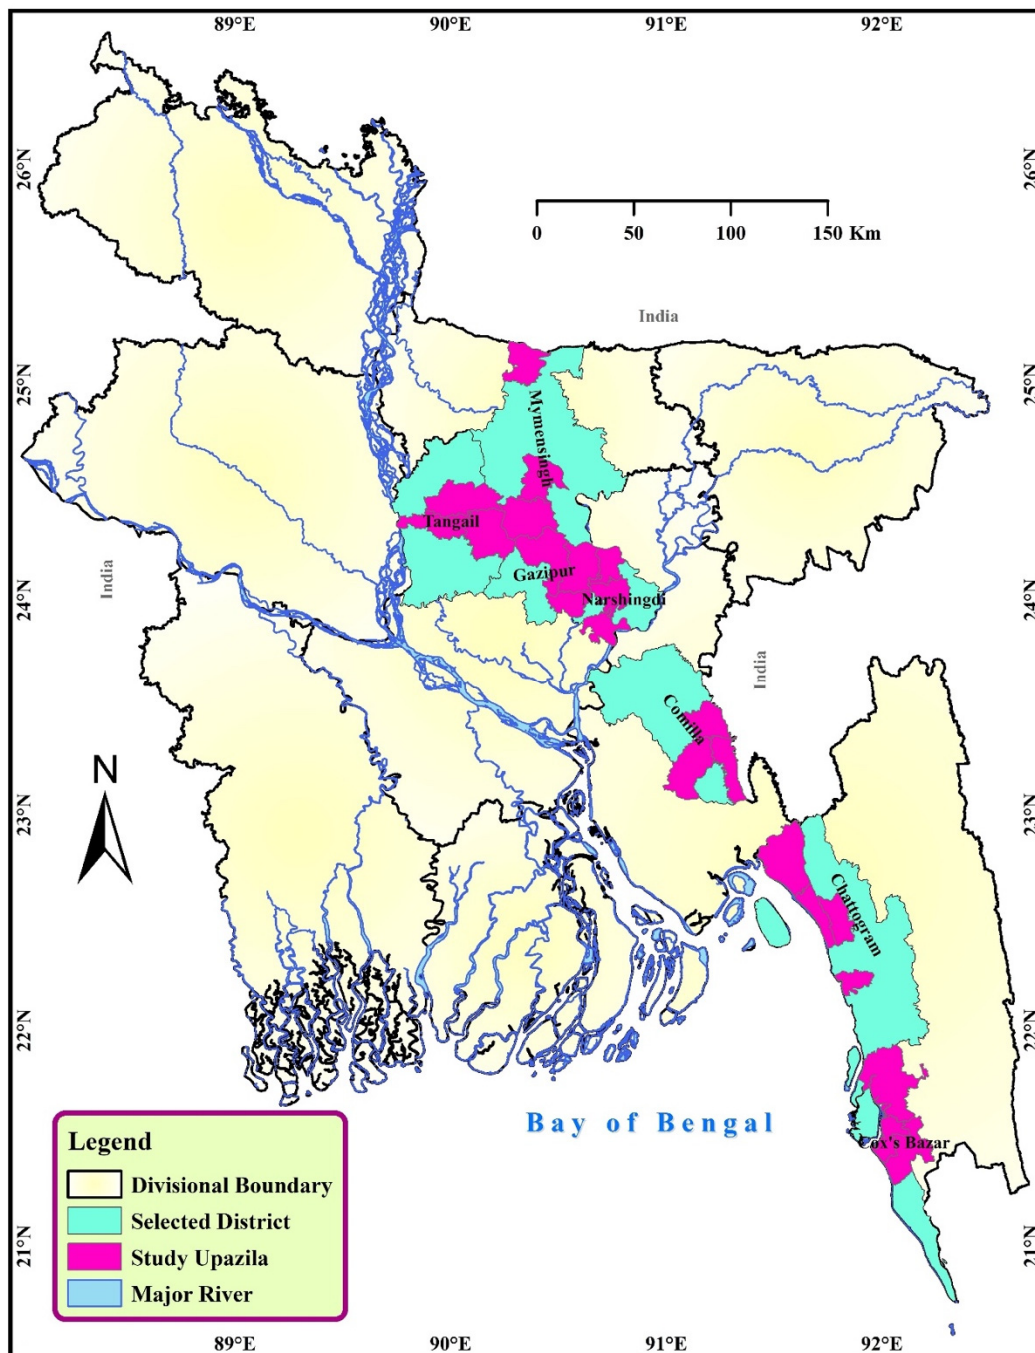 89°E 90°E 91°E 92°E
26°N
26°N
0 50 100 150 Km
India
25°N
25°N
Mymensingh
Tangail
Gazipur
Narshingdi
India
24°N
24°N
India
Comilla
N
23°N
23°N
Chattogram
22°N
22°N
Bay of Bengal
Cox's Bazar
Legend
Divisional Boundary
Selected District
Study Upazila
Major River
21°N
21°N
89°E 90°E 91°E 92°E